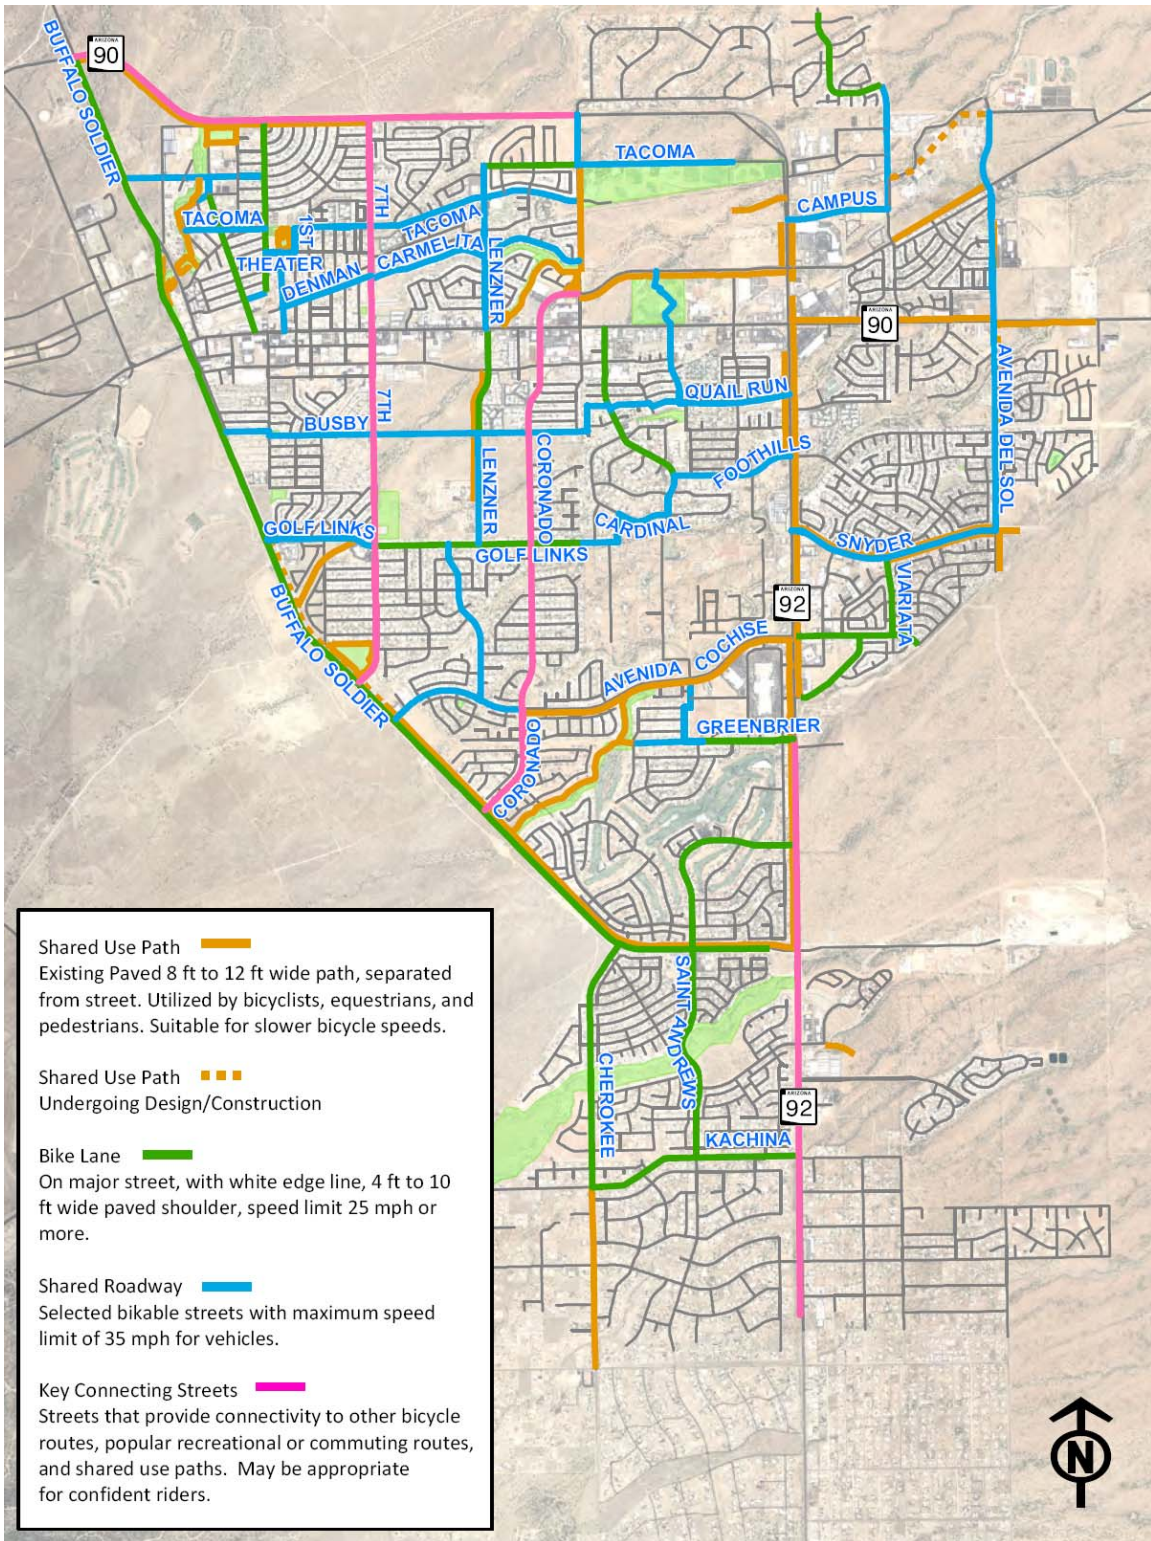 BUFFALO SOLDIER
ARIZONA
90
TACOMA
7TH
CAMPUS
TACOMA
1ST
TACOMA
THEATER
DENMAN
CARMELITA
LENZNER
ARIZONA
90
AVENIDA DEL SOL
QUAIL RUN
7TH
BUSBY
LENZNER
CORONADO
FOOTHILLS
CARDINAL
GOLF LINKS
GOLF LINKS
SNYDER
VIARIATA
ARIZONA
92
BUFFALO SOLDIER
AVENIDA COCHISE
GREENBRIER
CORONADO
SAINT ANDREWS
CHEROKEE
ARIZONA
92
KACHINA
Shared Use Path
Existing Paved 8 ft to 12 ft wide path, separated
from street. Utilized by bicyclists, equestrians, and
pedestrians. Suitable for slower bicycle speeds.
Shared Use Path
Undergoing Design/Construction
Bike Lane
On major street, with white edge line, 4 ft to 10
ft wide paved shoulder, speed limit 25 mph or
more.
Shared Roadway
Selected bikable streets with maximum speed
limit of 35 mph for vehicles.
Key Connecting Streets
Streets that provide connectivity to other bicycle
routes, popular recreational or commuting routes,
and shared use paths.  May be appropriate
for confident riders.
N